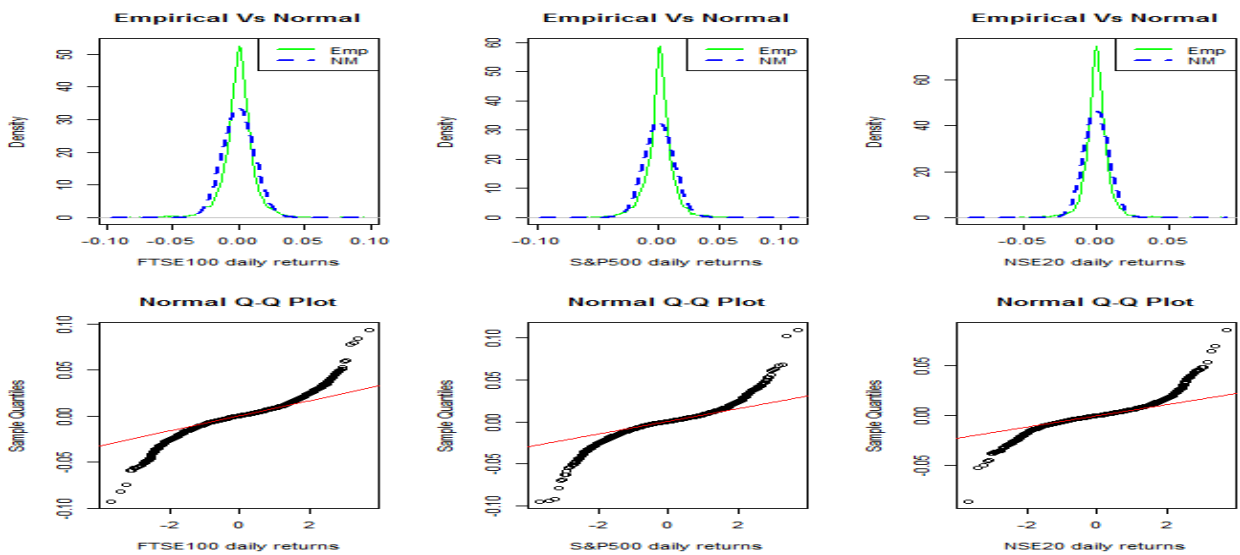 Empirical Vs Normal
Density
50
40
30
20
10
0
Emp
NM
-0.10 -0.05 0.00 0.05 0.10
FTSE100 daily returns
Empirical Vs Normal
Density
60
50
40
30
20
10
0
Emp
NM
-0.10 -0.05 0.00 0.05 0.10
S&P500 daily returns
Empirical Vs Normal
Density
60
40
20
0
Emp
NM
-0.05 0.00 0.05
NSE20 daily returns
Normal Q-Q Plot
Sample Quantiles
0.10
0.05
0.00
-0.05
-0.10
-2 0 2
FTSE100 daily returns
Normal Q-Q Plot
Sample Quantiles
0.10
0.05
0.00
-0.05
-0.10
-2 0 2
S&P500 daily returns
Normal Q-Q Plot
Sample Quantiles
0.05
0.00
-0.05
-2 0 2
NSE20 daily returns